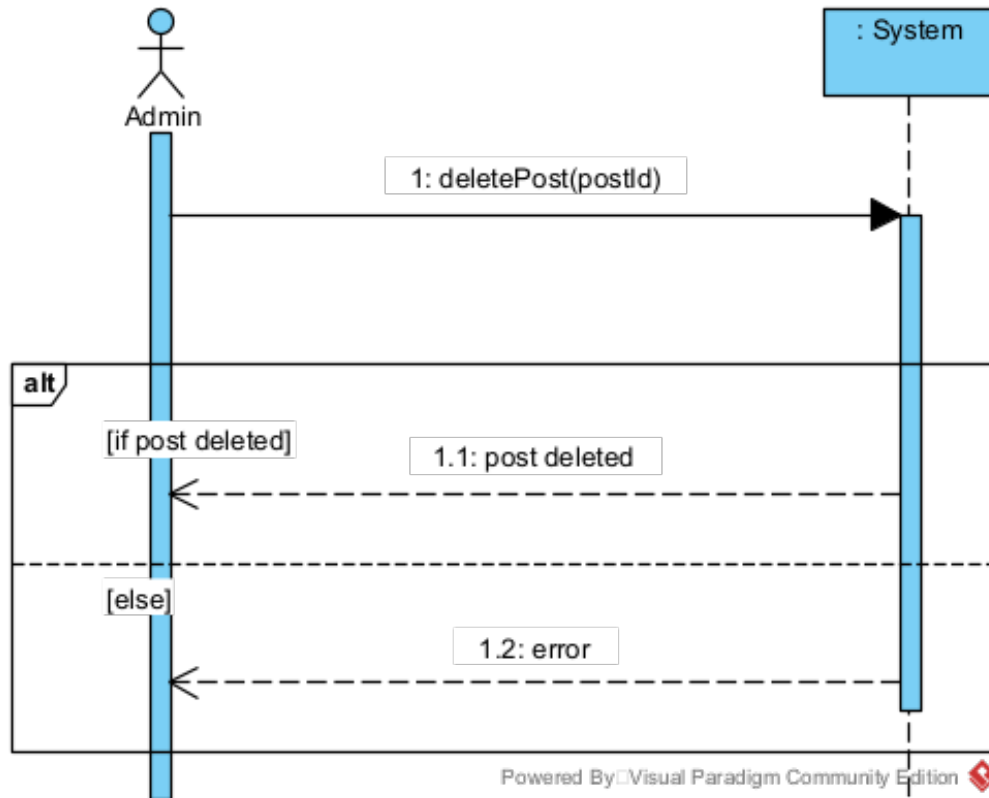 : System
Admin
1: deletePost(postId)
alt
[if post deleted]
1.1: post deleted
[else]
1.2: error
Powered By Visual Paradigm Community Edition